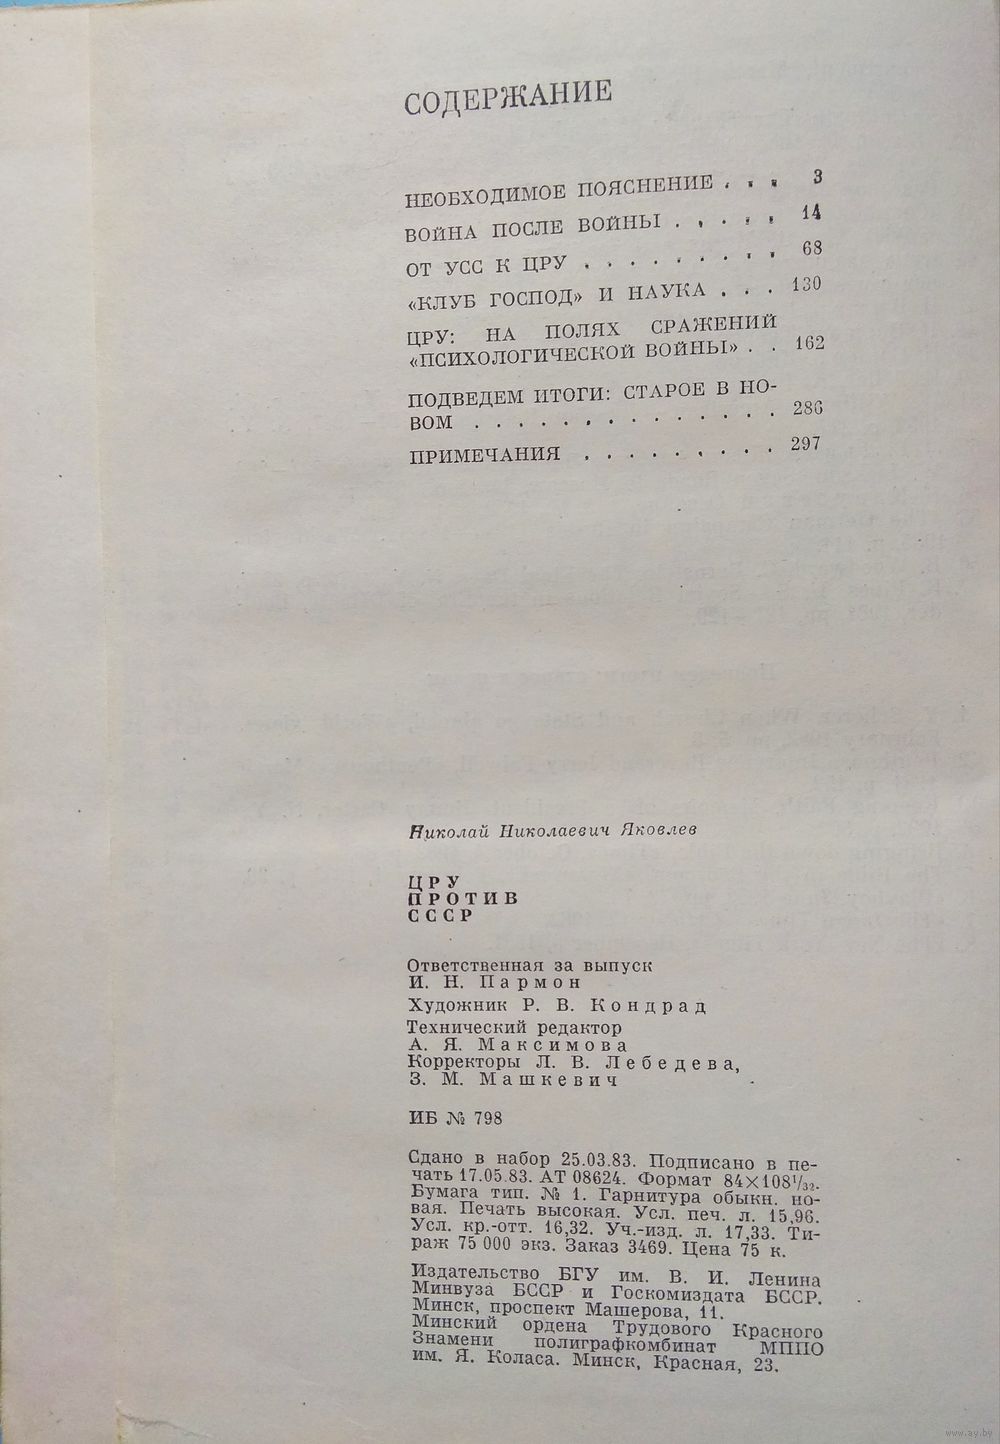 СОДЕРЖАНИЕ
НЕОБХОДИМОЕ ПОЯСНЕНИЕ . . . 3
ВОЙНА ПОСЛЕ ВОЙНЫ . . . . . 14
ОТ УСС К ЦРУ . . . . . . . . . 68
«КЛУБ ГОСПОД» И НАУКА . . . 130
ЦРУ: НА ПОЛЯХ СРАЖЕНИЙ
«ПСИХОЛОГИЧЕСКОЙ ВОЙНЫ» . . 162
ПОДВЕДЕМ ИТОГИ: СТАРОЕ В НО-
ВОМ . . . . . . . . . . . . . . 286
ПРИМЕЧАНИЯ . . . . . . . . . 297
Николай Николаевич Яковлев
ЦРУ
ПРОТИВ
СССР
Ответственная за выпуск
И. Н. Пармон
Художник Р. В. Кондрад
Технический редактор
А. Я. Максимова
Корректоры Л. В. Лебедева,
З. М. Машкевич
ИБ № 798
Сдано в набор 25.03.83. Подписано в пе-
чать 17.05.83. АТ 08624. Формат 84×108¹/₃₂.
Бумага тип. № 1. Гарнитура обыкн. но-
вая. Печать высокая. Усл. печ. л. 15,96.
Усл. кр.-отт. 16,32. Уч.-изд. л. 17,33. Ти-
раж 75 000 экз. Заказ 3469. Цена 75 к.
Издательство БГУ им. В. И. Ленина
Минвуза БССР и Госкомиздата БССР.
Минск, проспект Машерова, 11.
Минский ордена Трудового Красного
Знамени полиграфкомбинат МППО
им. Я. Коласа. Минск, Красная, 23.
www.ay.by